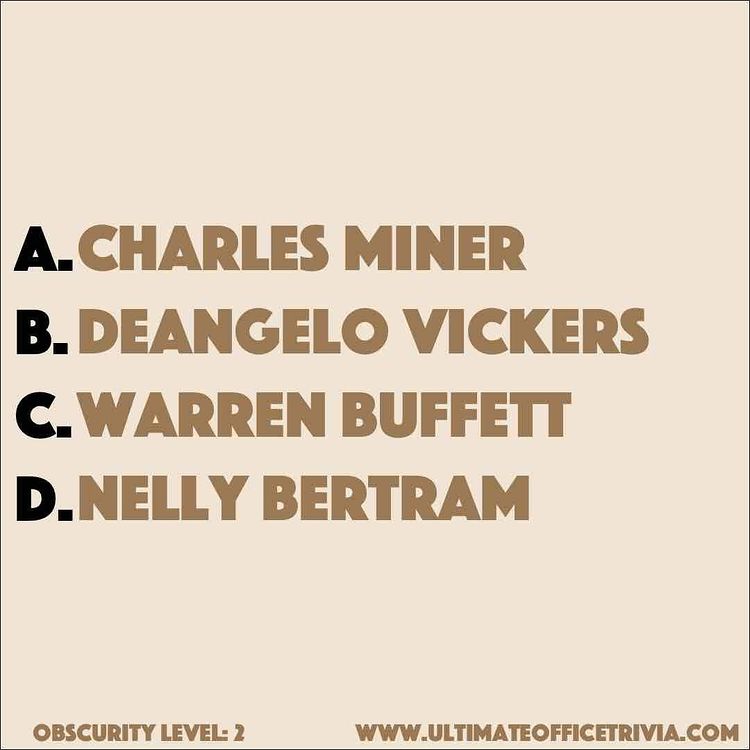 A. CHARLES MINER
B. DEANGELO VICKERS
C. WARREN BUFFETT
D. NELLY BERTRAM
OBSCURITY LEVEL: 2 WWW.ULTIMATEOFFICETRIVIA.COM